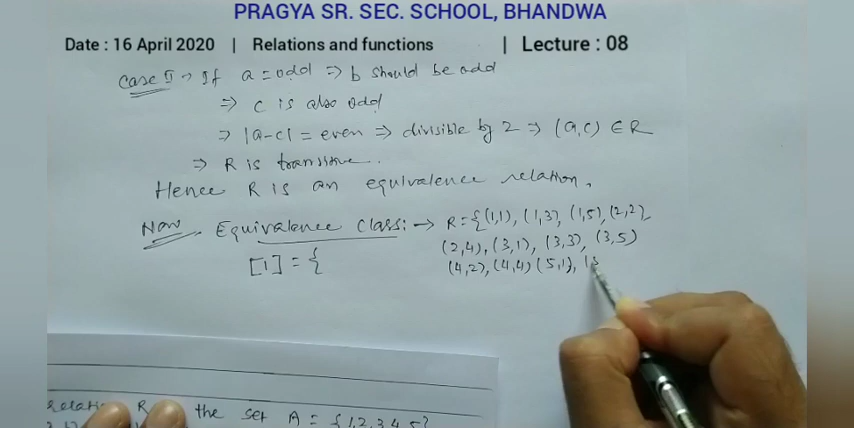 PRAGYA SR. SEC. SCHOOL, BHANDWA
Date : 16 April 2020 | Relations and functions | Lecture : 08
Case I → If a = odd ⇒ b should be odd
⇒ c is also odd
⇒ |a-c| = even ⇒ divisible by 2 ⇒ (a,c) ∈ R
⇒ R is transitive.
Hence R is an equivalence relation.
Now, Equivalence Class: → R = {(1,1), (1,3), (1,5), (2,2),
(2,4), (3,1), (3,3), (3,5)
[1] = {
(4,2), (4,4) (5,1), (
relation R the set A = {1,2,3,4,5}